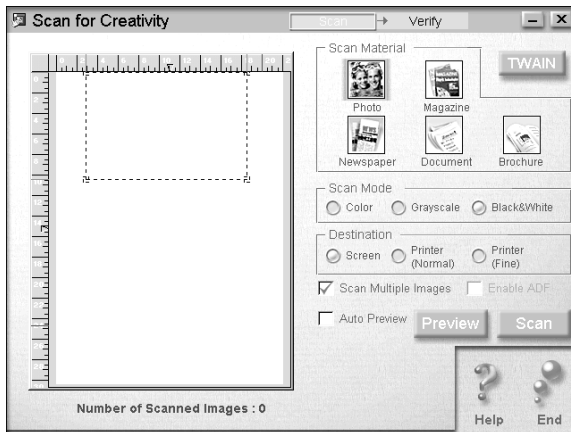 Scan for Creativity
Scan → Verify
Scan Material
TWAIN
Photo Magazine
Newspaper Document Brochure
Scan Mode
Color Grayscale Black&White
Destination
Screen Printer (Normal) Printer (Fine)
Scan Multiple Images Enable ADF
Auto Preview Preview Scan
Number of Scanned Images : 0
Help End